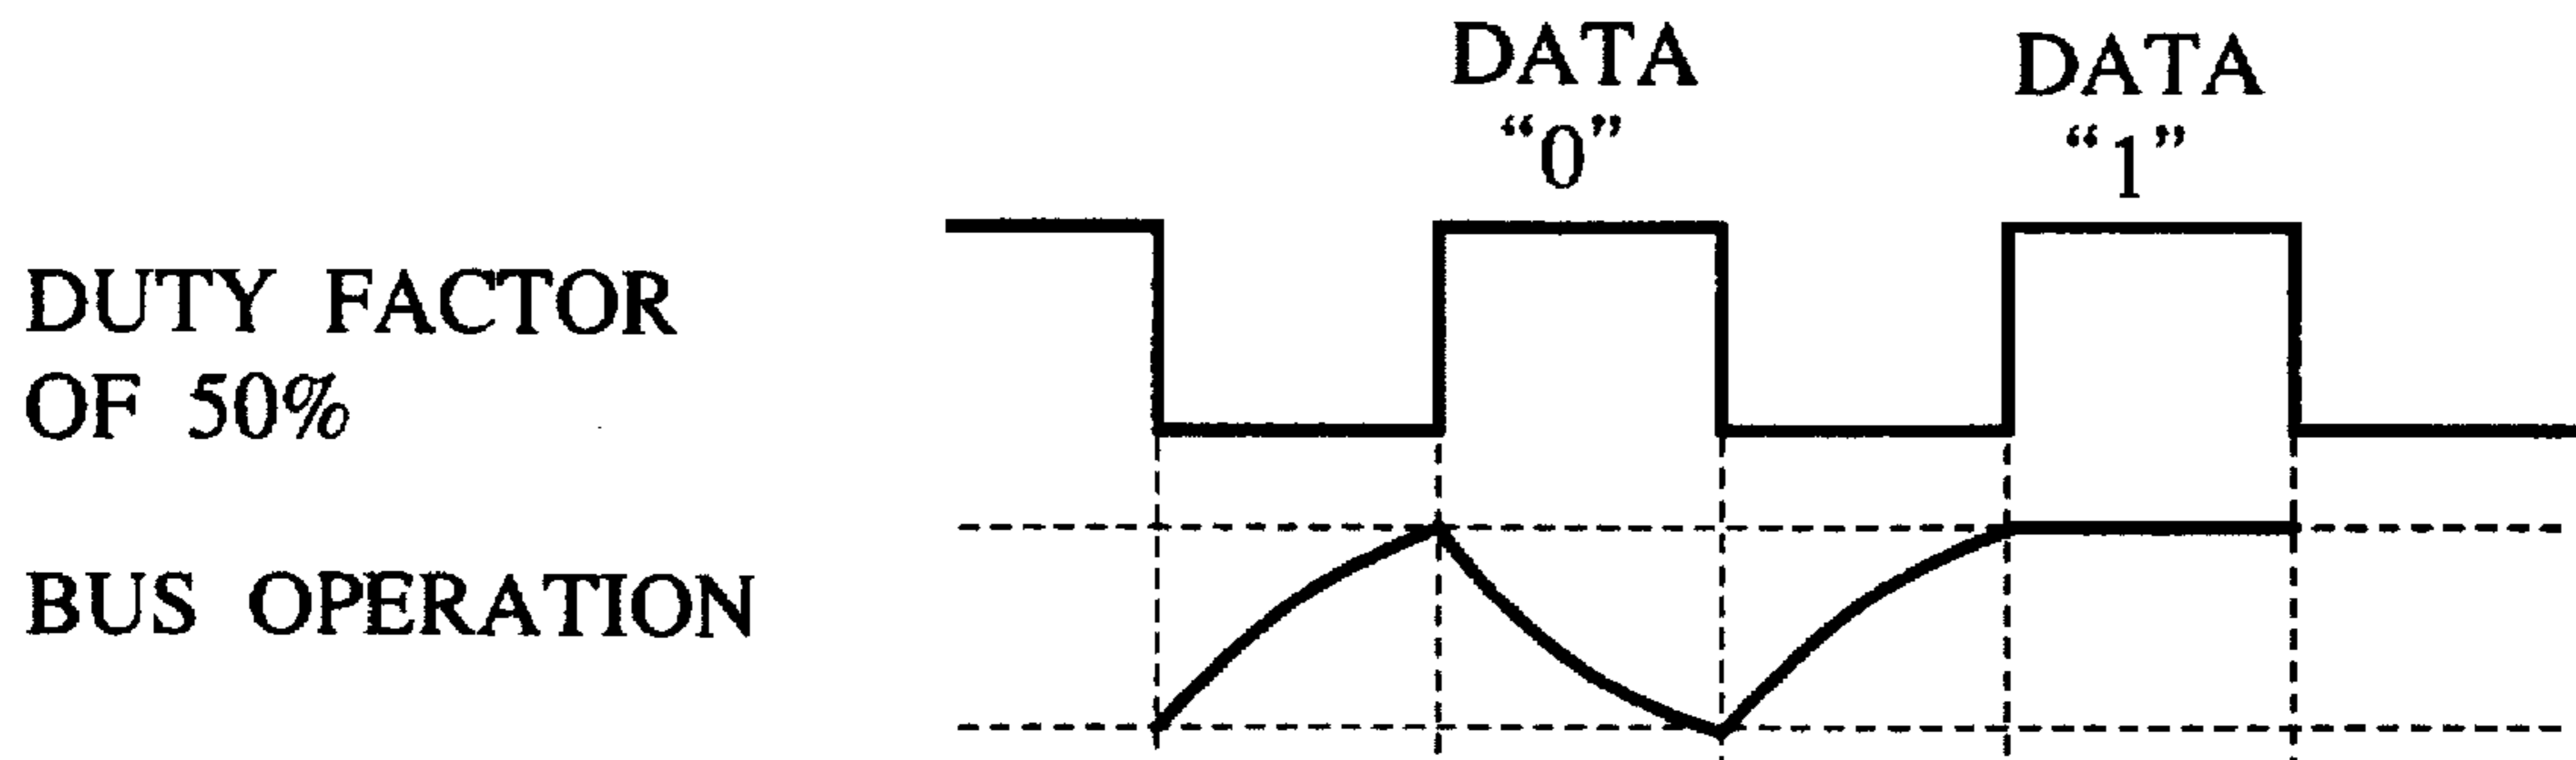 DATA
“0”
DATA
“1”
DUTY FACTOR
OF 50%
BUS OPERATION